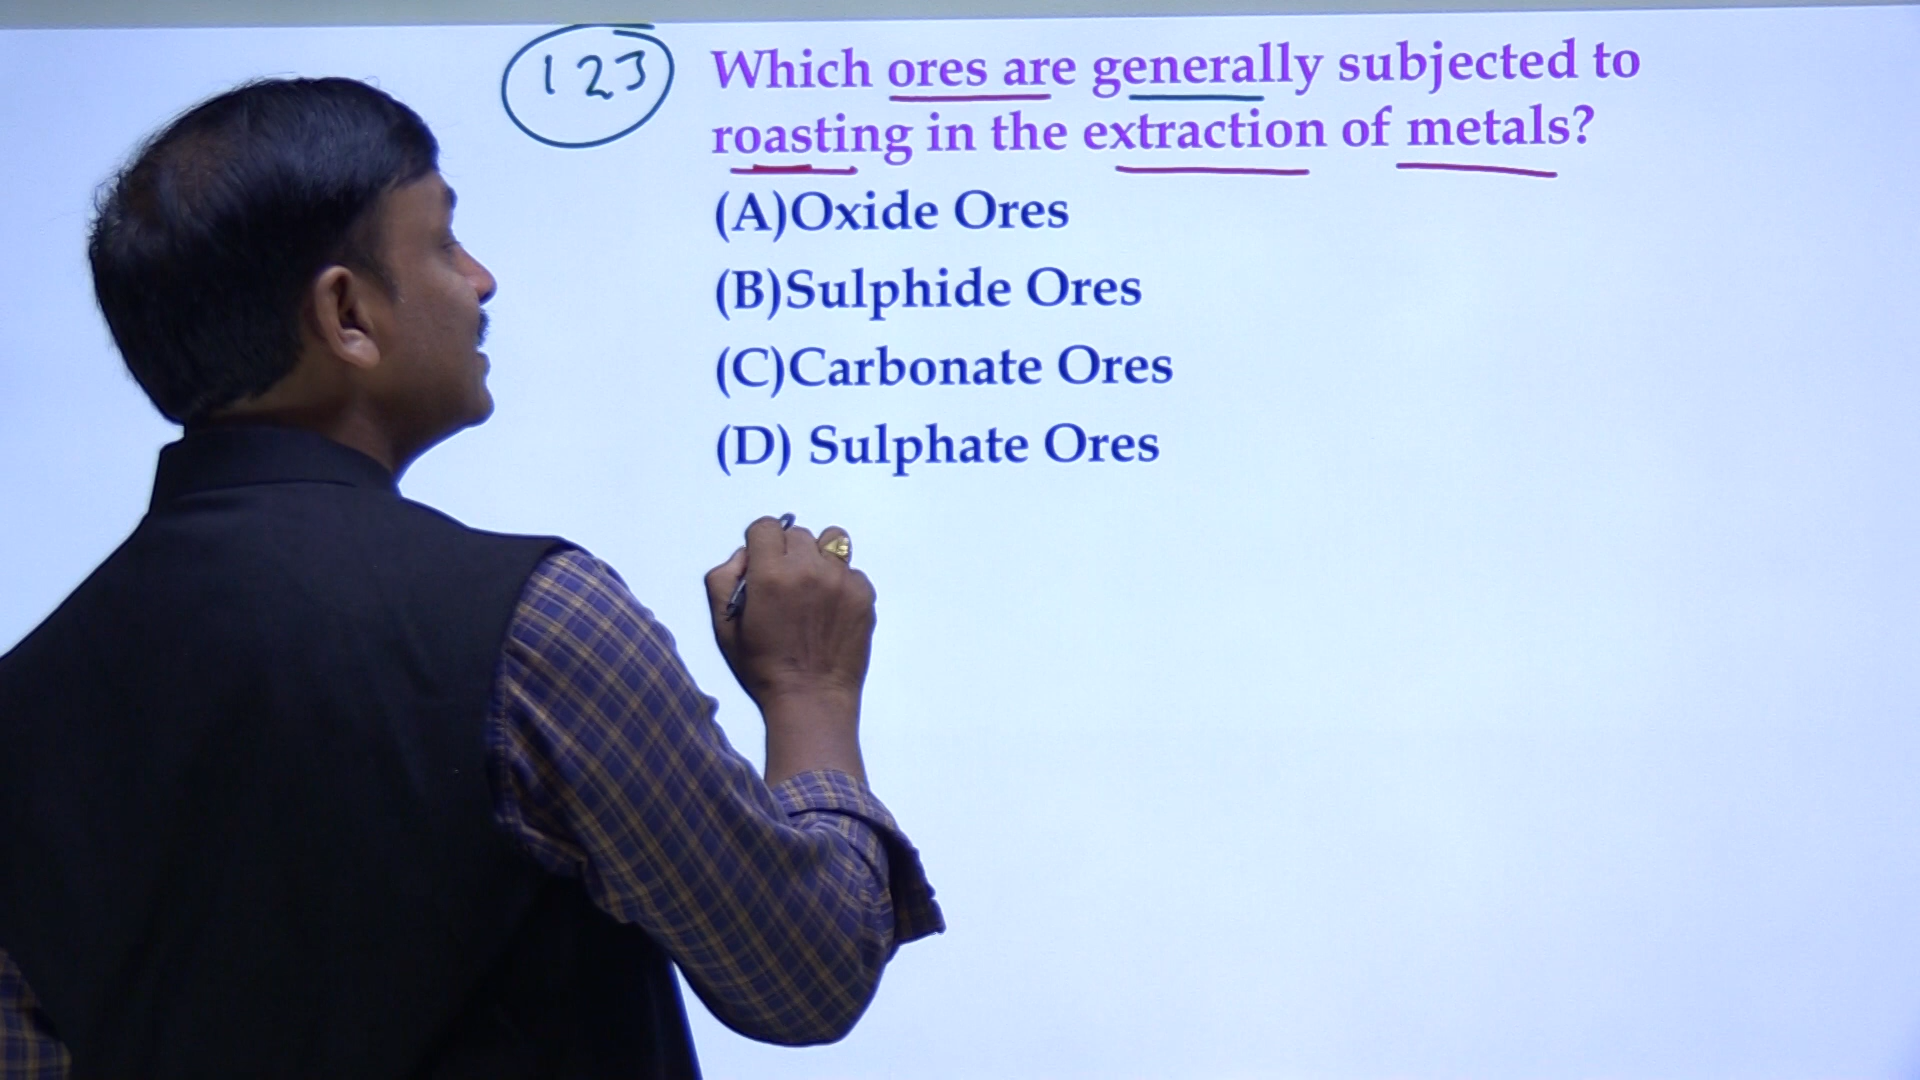 123
Which ores are generally subjected to
roasting in the extraction of metals?
(A)Oxide Ores
(B)Sulphide Ores
(C)Carbonate Ores
(D) Sulphate Ores